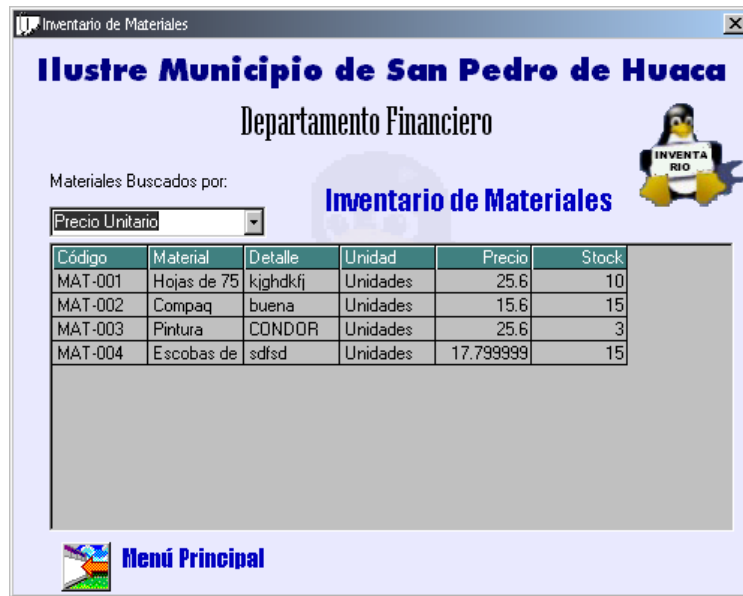 Inventario de Materiales
Ilustre Municipio de San Pedro de Huaca
Departamento Financiero
INVENTA
RIO
Materiales Buscados por:
Inventario de Materiales
Precio Unitario
Código Material Detalle Unidad Precio Stock
MAT-001 Hojas de 75 kjghdkfj Unidades 25.6 10
MAT-002 Compaq buena Unidades 15.6 15
MAT-003 Pintura CONDOR Unidades 25.6 3
MAT-004 Escobas de sdfsd Unidades 17.799999 15
Menú Principal